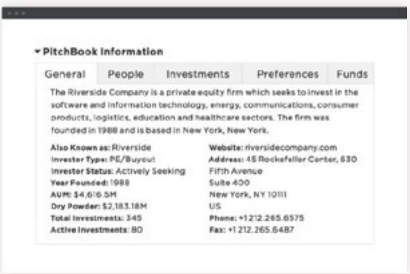 PitchBook Information
General People Investments Preferences Funds
The Riverside Company is a private equity firm which seeks to invest in the
software and information technology, energy, communications, consumer
products, logistics, education and healthcare sectors. The firm was
founded in 1988 and is based in New York, New York.
Also Known as: Riverside
Investor Type: PE/Buyout
Investor Status: Actively Seeking
Year Founded: 1988
AUM: $4,616.5M
Dry Powder: $2,183.18M
Total Investments: 345
Active Investments: 80
Website: riversidecompany.com
Address: 45 Rockefeller Center, 630
Fifth Avenue
Suite 400
New York, NY 10111
US
Phone: +1 212.265.6575
Fax: +1 212.265.6487